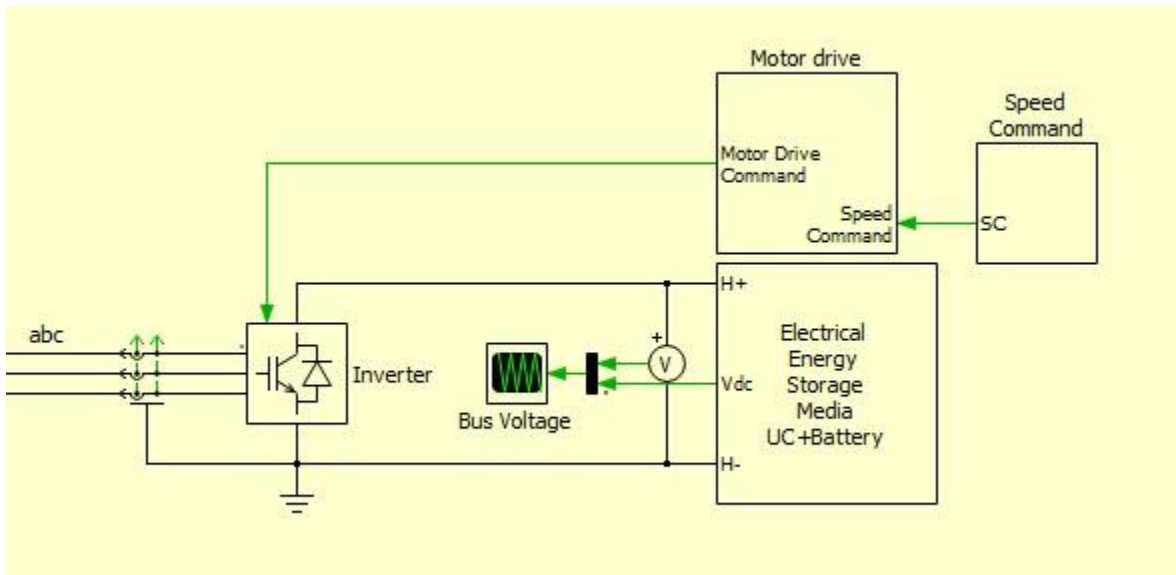 Motor drive
Speed
Command
Motor Drive
Command
Speed
Command
SC
H+
abc
+
Electrical
Energy
Storage
Media
UC+Battery
V
Inverter
Vdc
Bus Voltage
H-